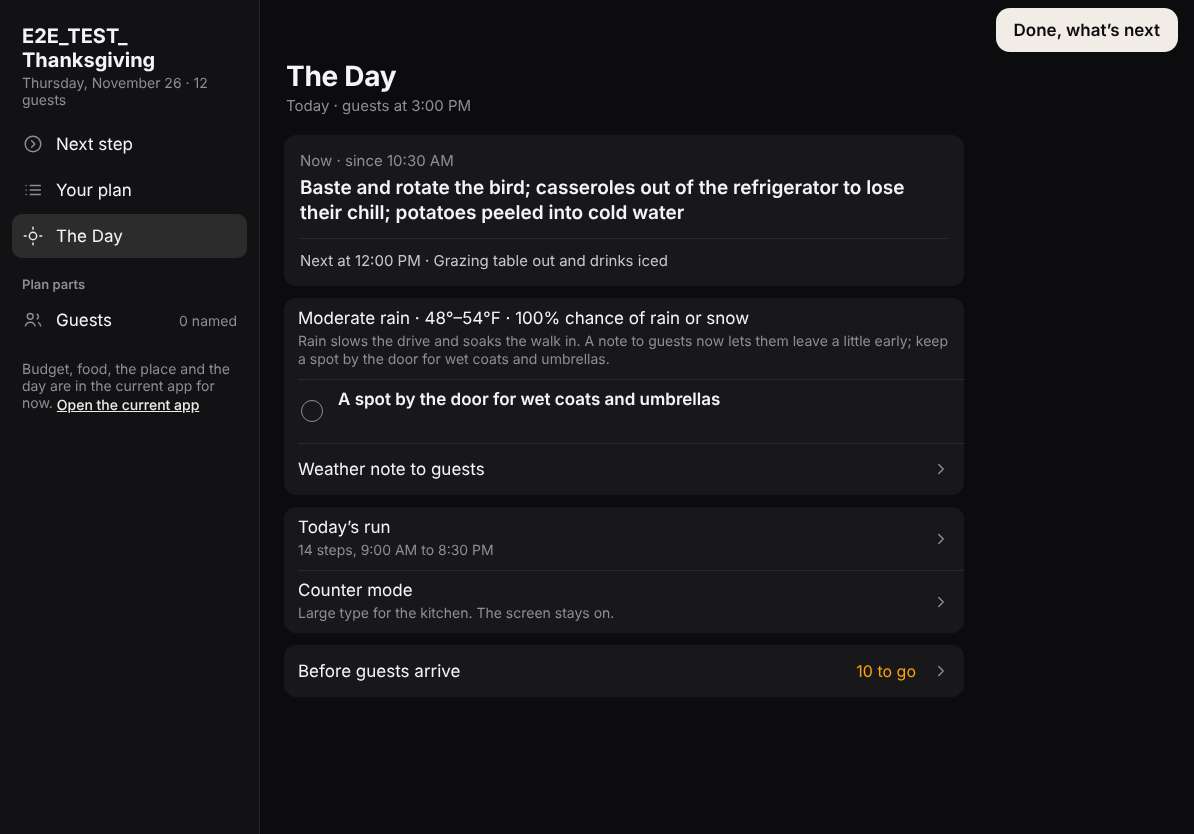 E2E_TEST_
Thanksgiving
Thursday, November 26 · 12
guests
Next step
Your plan
The Day
Plan parts
Guests 0 named
Budget, food, the place and the
day are in the current app for
now. Open the current app
Done, what’s next
The Day
Today · guests at 3:00 PM
Now · since 10:30 AM
Baste and rotate the bird; casseroles out of the refrigerator to lose
their chill; potatoes peeled into cold water
Next at 12:00 PM · Grazing table out and drinks iced
Moderate rain · 48°–54°F · 100% chance of rain or snow
Rain slows the drive and soaks the walk in. A note to guests now lets them leave a little early; keep
a spot by the door for wet coats and umbrellas.
A spot by the door for wet coats and umbrellas
Weather note to guests
Today’s run
14 steps, 9:00 AM to 8:30 PM
Counter mode
Large type for the kitchen. The screen stays on.
Before guests arrive 10 to go